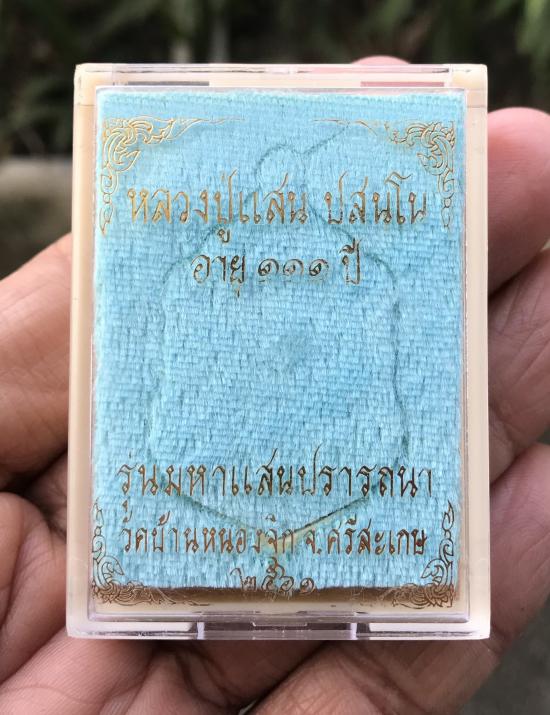 หลวงปู่แสน ปสนฺโน
อายุ ๑๑๑ ปี
รุ่นมหาแสนปรารถนา
วัดบ้านหนองจิก จ.ศรีสะเกษ
๒๕๖๑